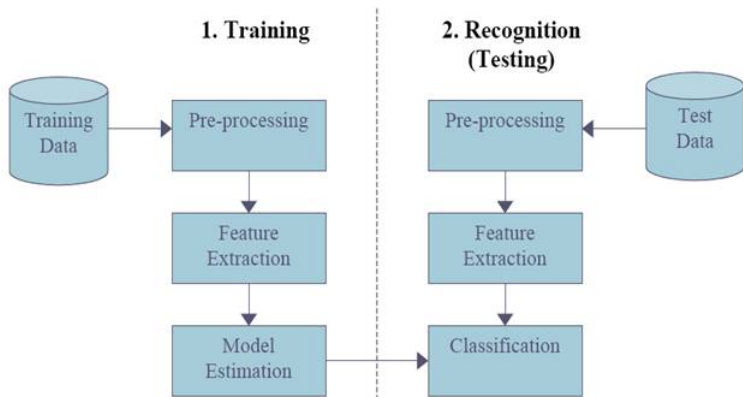 1. Training
2. Recognition
(Testing)
Training
Data
Pre-processing
Pre-processing
Test
Data
Feature
Extraction
Feature
Extraction
Model
Estimation
Classification